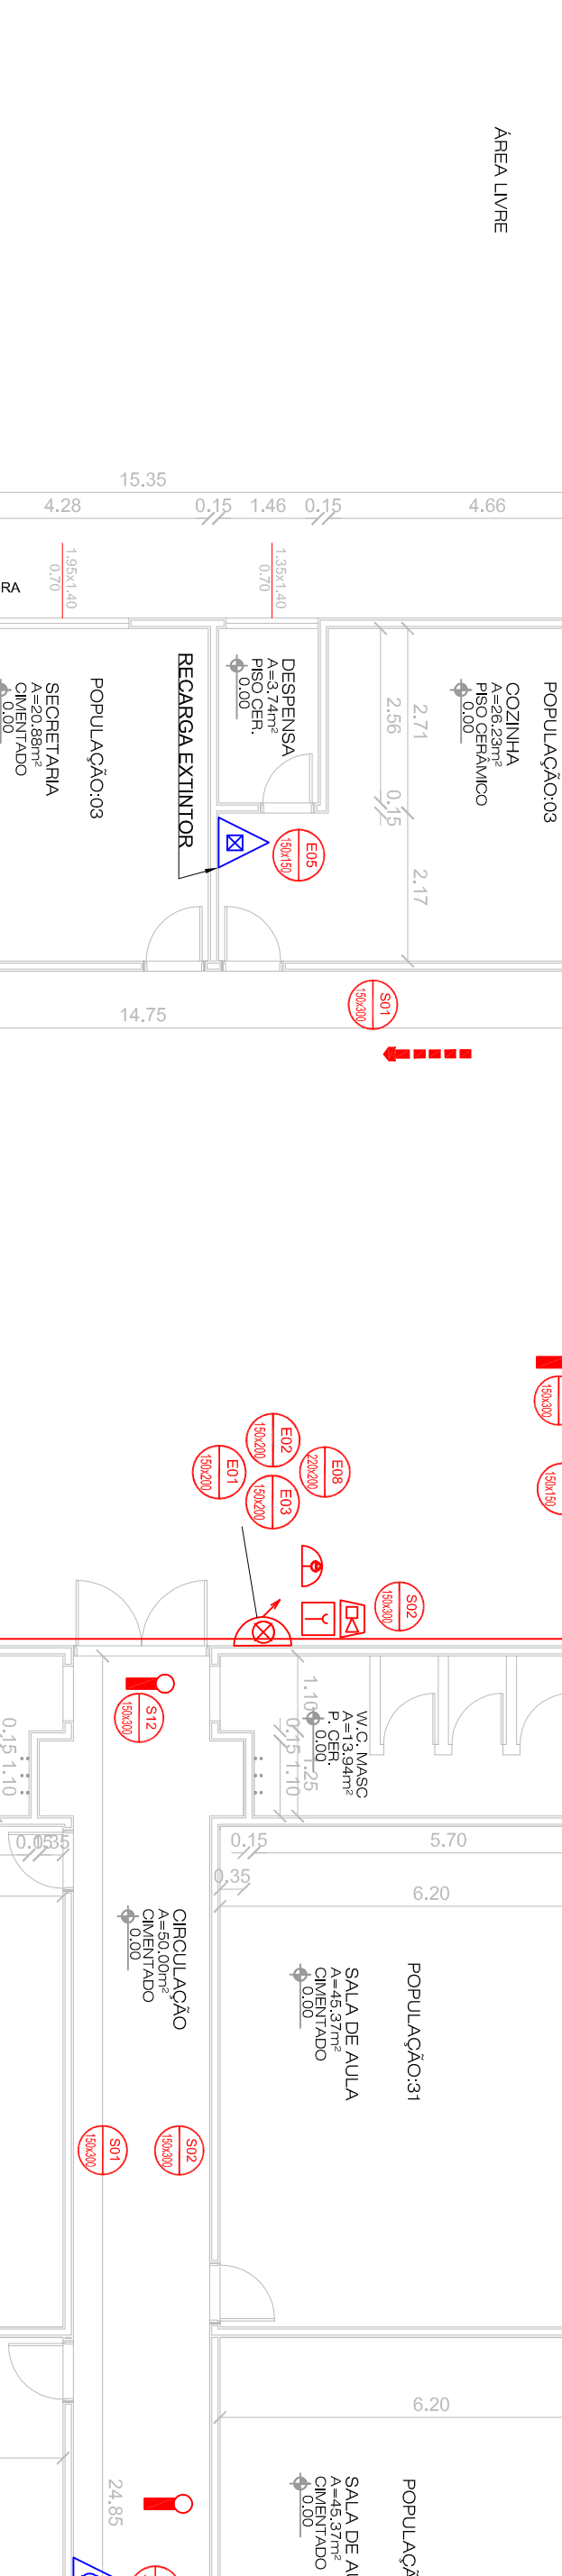 ÁREA LIVRE
15.35
4.28
0.15
1.46
0.15
4.66
1.95x1.40
0.70
1.35x1.40
0.70
RA
POPULAÇÃO:03
SECRETARIA
A=20.88m²
CIMENTADO
0.00
RECARGA EXTINTOR
DESPENSA
A=3.74m²
PISO CER.
0.00
POPULAÇÃO:03
COZINHA
A=26.23m²
PISO CERÂMICO
0.00
2.71
2.56
0.15
2.17
E05
150x150
S01
150x300
14.75
150x300
150x150
E02
150x200
E08
220x200
E01
150x200
E03
150x200
S02
150x300
S12
150x300
1.10
0.15
1.10
1.25
W.C. MASC
A=13.94m²
P. CER.
0.00
0.15
1.10
0.15
0.35
0.15
5.70
0.35
6.20
CIRCULAÇÃO
A=50.00m²
CIMENTADO
0.00
POPULAÇÃO:31
SALA DE AULA
A=45.37m²
CIMENTADO
0.00
S01
150x300
S02
150x300
6.20
24.85
POPULAÇÃ
SALA DE AU
A=45.37m²
CIMENTADO
0.00